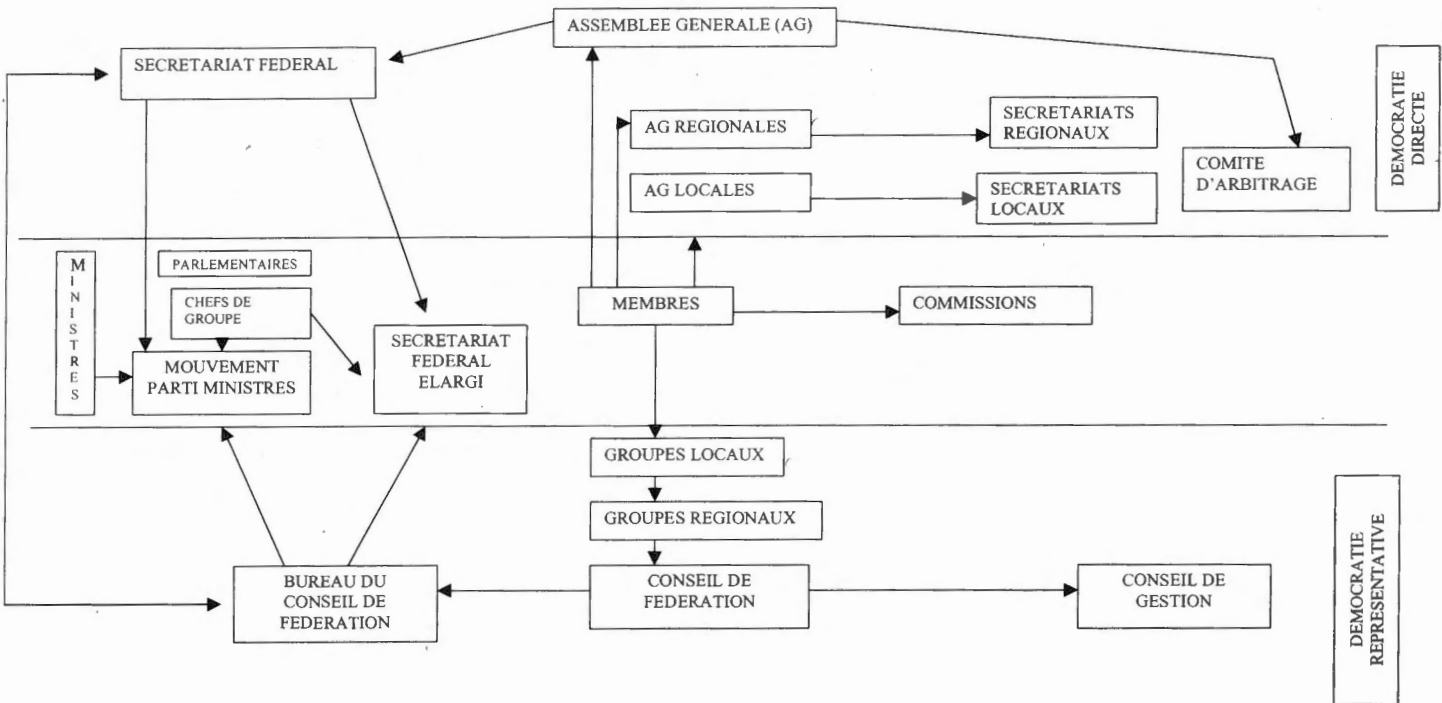 ASSEMBLEE GENERALE (AG)
SECRETARIAT FEDERAL
AG REGIONALES
SECRETARIATS
REGIONAUX
COMITE
D'ARBITRAGE
AG LOCALES
SECRETARIATS
LOCAUX
DEMOCRATIE
DIRECTE
MINISTRES
PARLEMENTAIRES
CHEFS DE
GROUPE
MOUVEMENT
PARTI MINISTRES
SECRETARIAT
FEDERAL
ELARGI
MEMBRES
COMMISSIONS
GROUPES LOCAUX
GROUPES REGIONAUX
BUREAU DU
CONSEIL DE
FEDERATION
CONSEIL DE
FEDERATION
CONSEIL DE
GESTION
DEMOCRATIE
REPRESENTATIVE